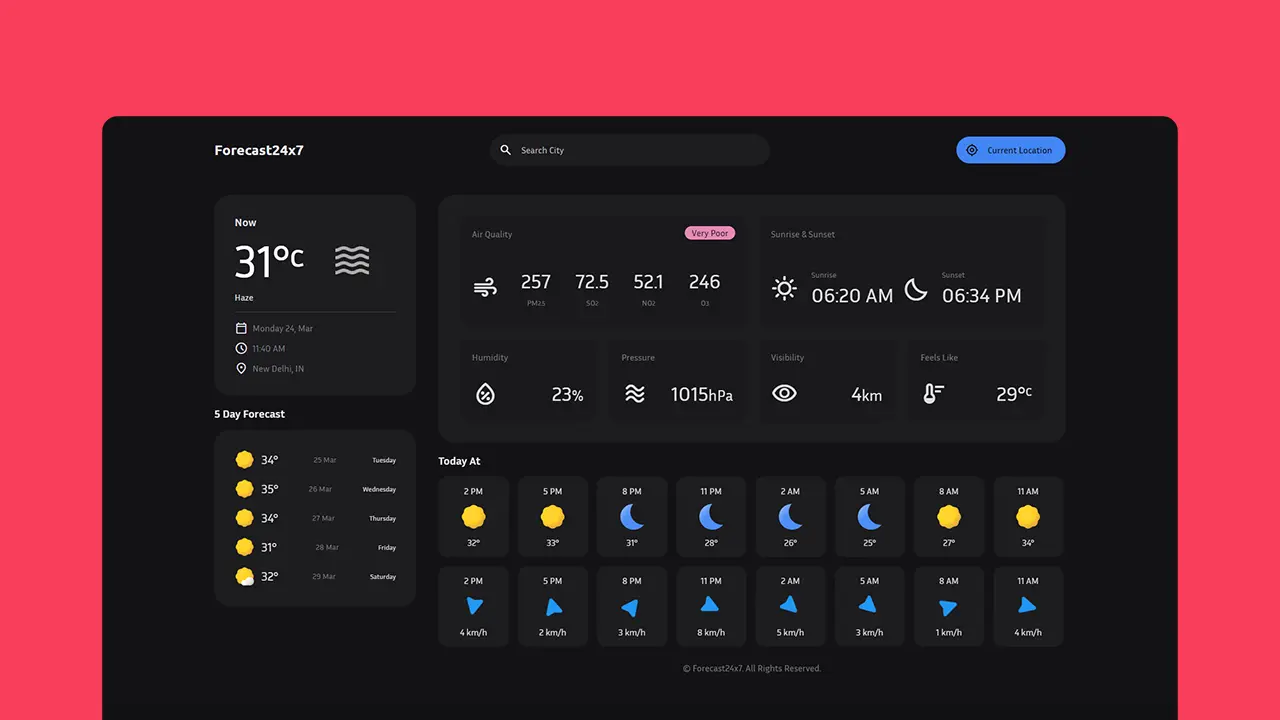 Forecast24x7
Search City
Current Location
Now
31°c
Haze
Monday 24, Mar
11:40 AM
New Delhi, IN
5 Day Forecast
34° 25 Mar Tuesday
35° 26 Mar Wednesday
34° 27 Mar Thursday
31° 28 Mar Friday
32° 29 Mar Saturday
Air Quality Very Poor
257 72.5 52.1 246
PM2.5 SO2 NO2 O3
Sunrise & Sunset
Sunrise Sunset
06:20 AM 06:34 PM
Humidity
23%
Pressure
1015hPa
Visibility
4km
Feels Like
29°c
Today At
2 PM 5 PM 8 PM 11 PM 2 AM 5 AM 8 AM 11 AM
32° 33° 31° 28° 26° 25° 27° 34°
2 PM 5 PM 8 PM 11 PM 2 AM 5 AM 8 AM 11 AM
4 km/h 2 km/h 3 km/h 8 km/h 5 km/h 3 km/h 1 km/h 4 km/h
© Forecast24x7. All Rights Reserved.